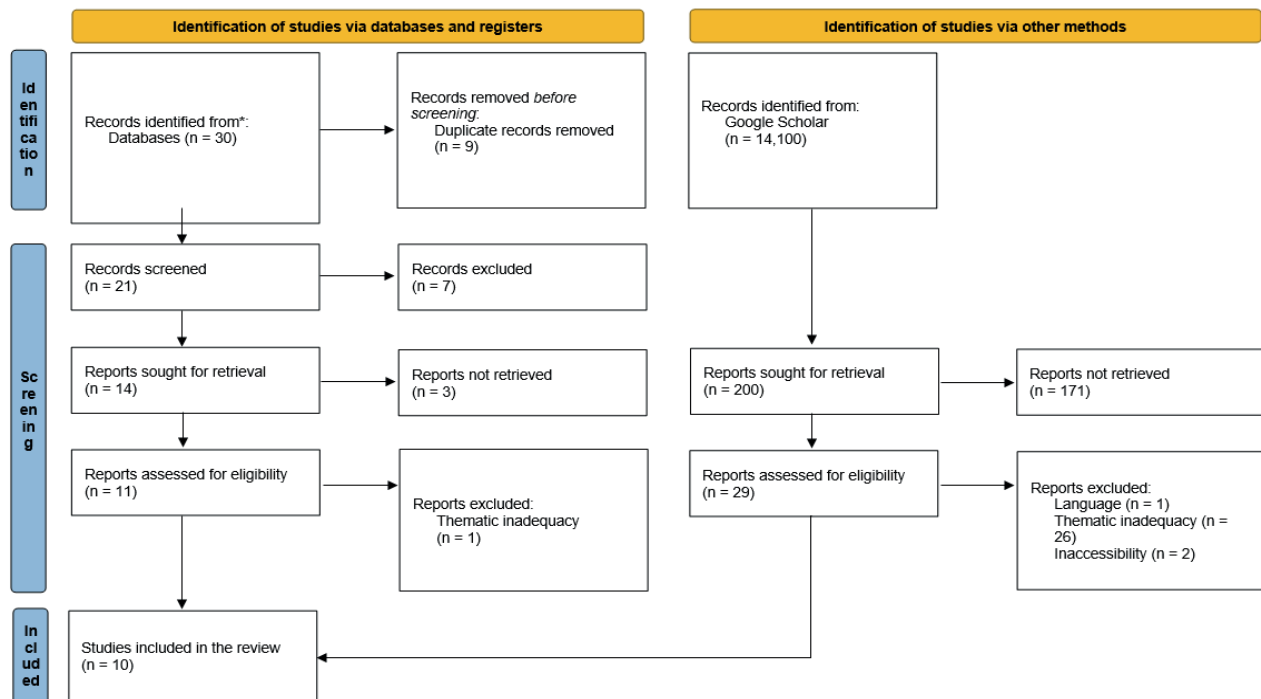 Identification of studies via databases and registers
Identification of studies via other methods
Id
en
tifi
ca
tio
n
Records identified from*:
Databases (n = 30)
Records removed before
screening:
Duplicate records removed
(n = 9)
Records identified from:
Google Scholar
(n = 14,100)
Sc
re
en
in
g
Records screened
(n = 21)
Records excluded
(n = 7)
Reports sought for retrieval
(n = 14)
Reports not retrieved
(n = 3)
Reports sought for retrieval
(n = 200)
Reports not retrieved
(n = 171)
Reports assessed for eligibility
(n = 11)
Reports excluded:
Thematic inadequacy
(n = 1)
Reports assessed for eligibility
(n = 29)
Reports excluded:
Language (n = 1)
Thematic inadequacy (n =
26)
Inaccessibility (n = 2)
In
cl
ud
ed
Studies included in the review
(n = 10)